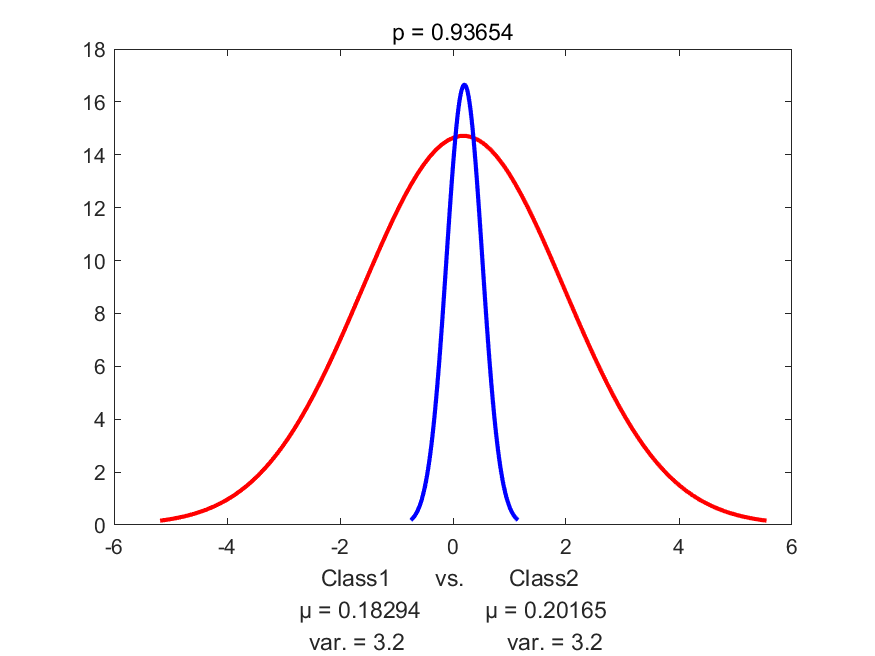 p = 0.93654
18
16
14
12
10
8
6
4
2
0
-6 -4 -2 0 2 4 6
Class1 vs. Class2
μ = 0.18294 μ = 0.20165
var. = 3.2 var. = 3.2